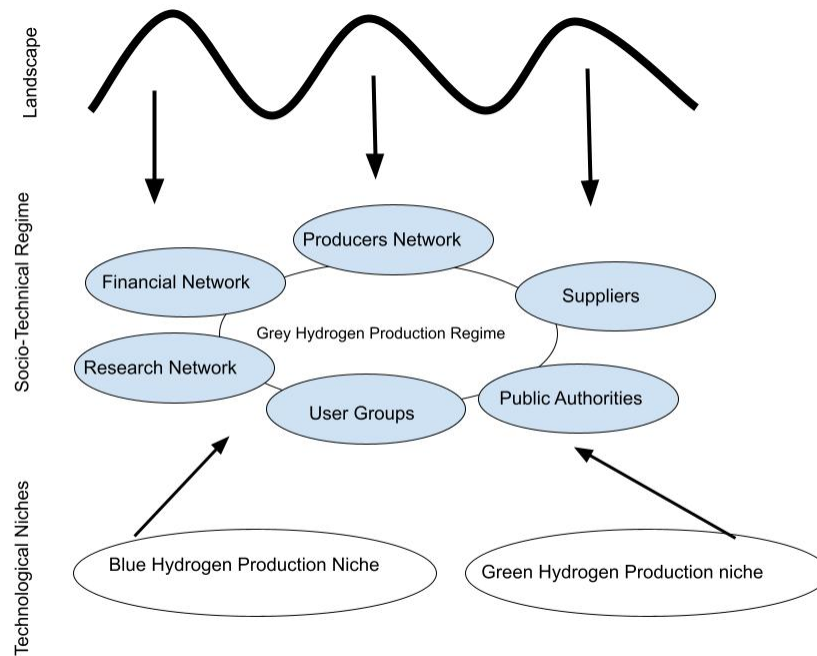 Landscape
Socio-Technical Regime
Producers Network
Financial Network
Suppliers
Grey Hydrogen Production Regime
Research Network
User Groups
Public Authorities
Technological Niches
Blue Hydrogen Production Niche
Green Hydrogen Production niche